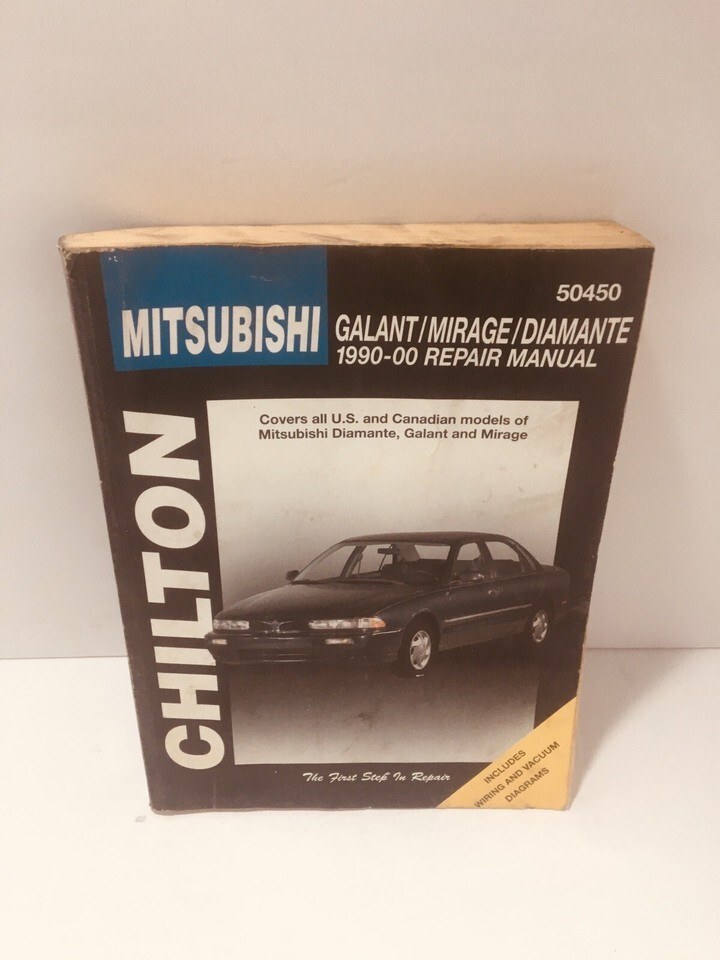 50450
MITSUBISHI
GALANT/MIRAGE/DIAMANTE
1990-00 REPAIR MANUAL
Covers all U.S. and Canadian models of
Mitsubishi Diamante, Galant and Mirage
CHILTON
The First Step In Repair
INCLUDES
WIRING AND VACUUM
DIAGRAMS